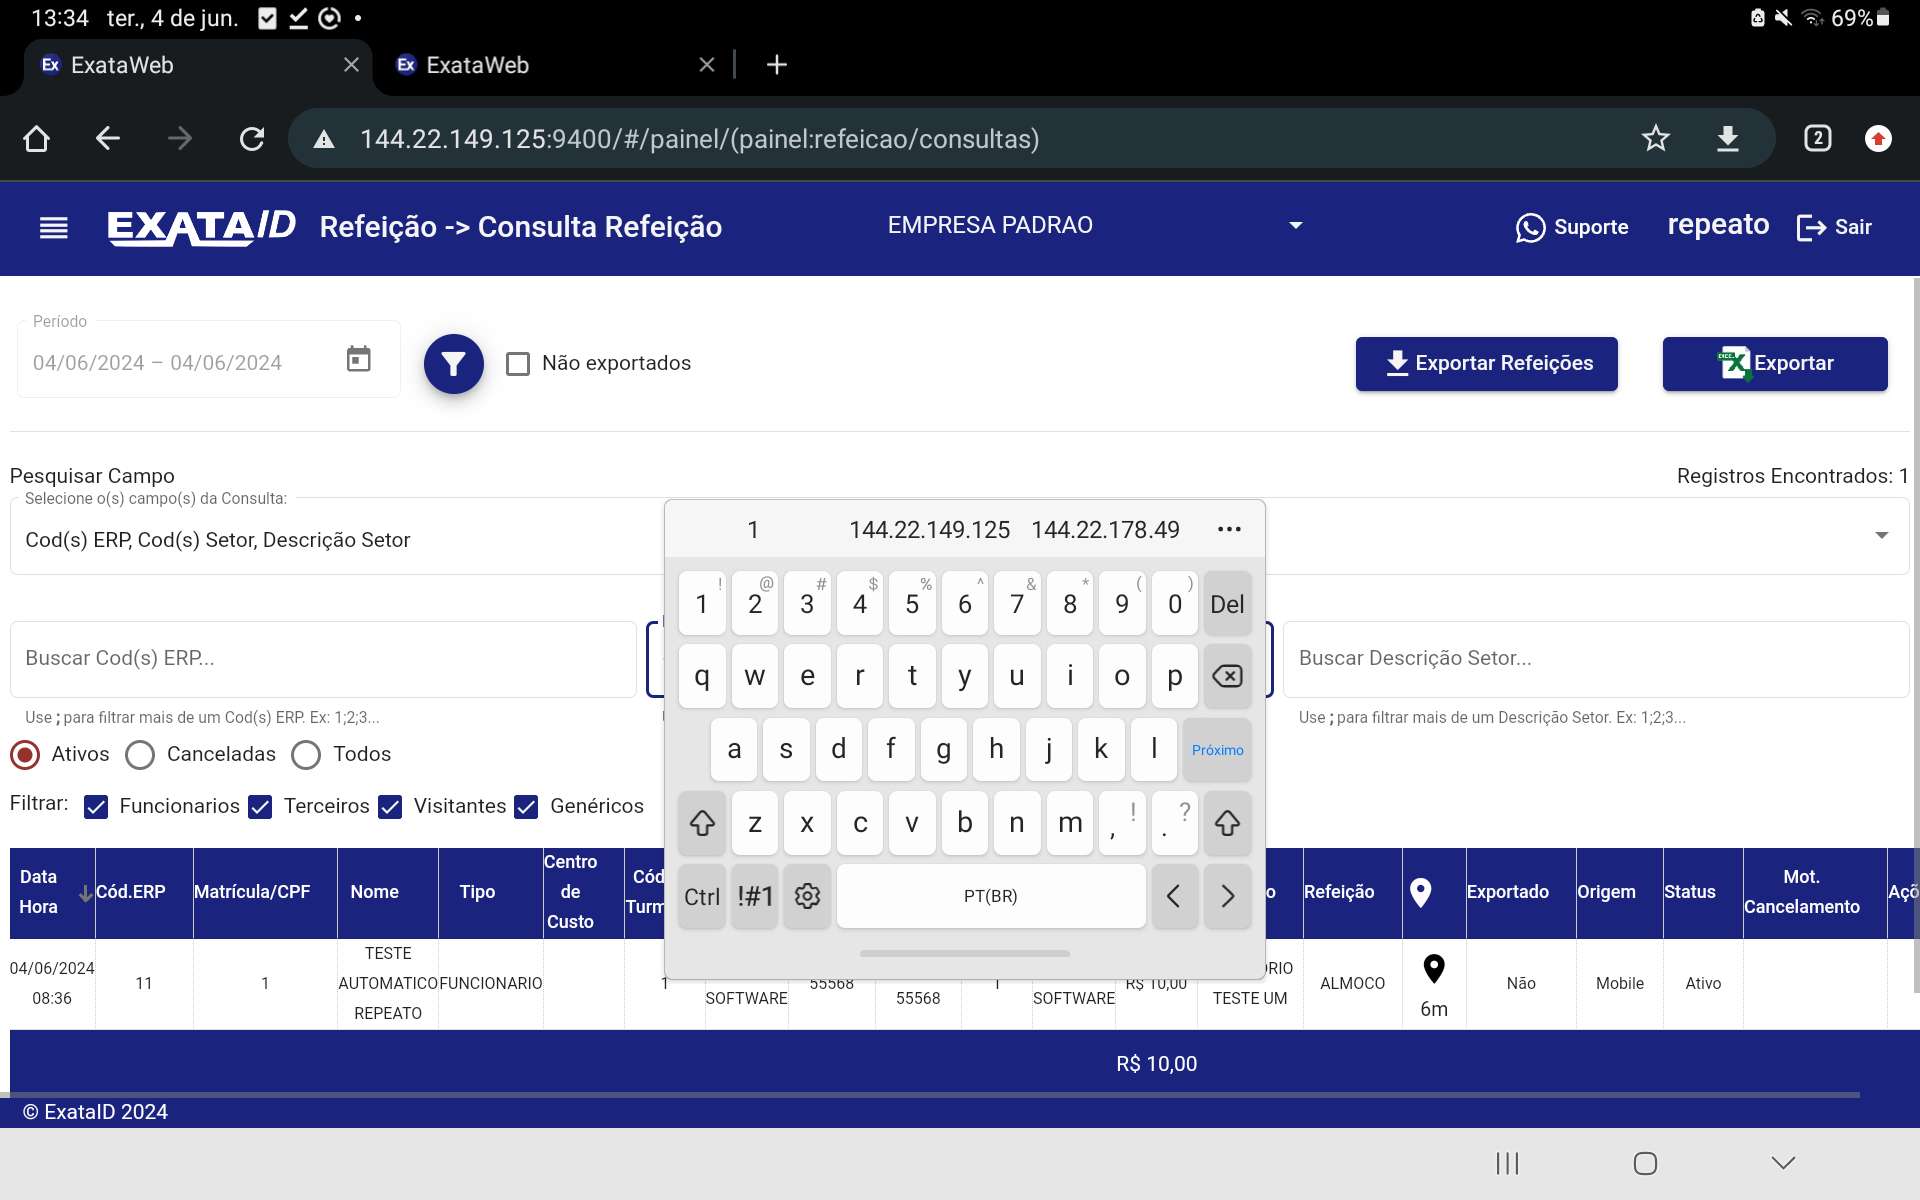 13:34 ter., 4 de jun. 69%
Ex ExataWeb Ex ExataWeb
144.22.149.125:9400/#/painel/(painel:refeicao/consultas) 2
EXATAID Refeição -> Consulta Refeição EMPRESA PADRAO Suporte repeato Sair
Período
04/06/2024 – 04/06/2024 Não exportados Exportar Refeições Exportar
Pesquisar Campo Registros Encontrados: 1
Selecione o(s) campo(s) da Consulta:
Cod(s) ERP, Cod(s) Setor, Descrição Setor
1 144.22.149.125 144.22.178.49 ...
! @ # $ % ^ & * ( )
1 2 3 4 5 6 7 8 9 0 Del
Buscar Cod(s) ERP... Buscar Descrição Setor...
q w e r t y u i o p
Use ; para filtrar mais de um Cod(s) ERP. Ex: 1;2;3... Use ; para filtrar mais de um Descrição Setor. Ex: 1;2;3...
a s d f g h j k l Próximo
Ativos Canceladas Todos
Filtrar: Funcionarios Terceiros Visitantes Genéricos
z x c v b n m , ! . ?
Ctrl !#1 PT(BR) < >
Data Hora Cód.ERP Matrícula/CPF Nome Tipo Centro de Custo Cód Turm o Refeição Exportado Origem Status Mot. Cancelamento Açõ
04/06/2024 08:36 11 1 TESTE AUTOMATICO REPEATO FUNCIONARIO 1 SOFTWARE 55568 55568 1 SOFTWARE R$ 10,00 RIO TESTE UM ALMOCO 6m Não Mobile Ativo
R$ 10,00
© ExataID 2024